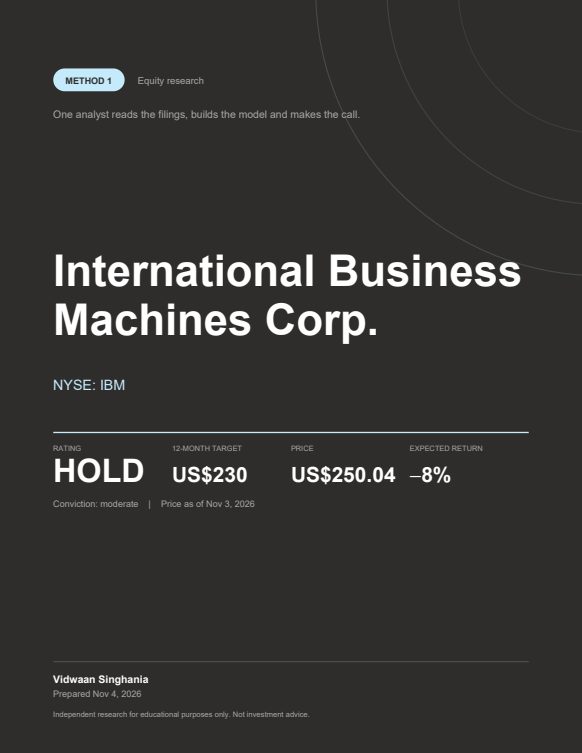 METHOD 1 Equity research
One analyst reads the filings, builds the model and makes the call.
International Business
Machines Corp.
NYSE: IBM
RATING 12-MONTH TARGET PRICE EXPECTED RETURN
HOLD US$230 US$250.04 –8%
Conviction: moderate | Price as of Nov 3, 2026
Vidwaan Singhania
Prepared Nov 4, 2026
Independent research for educational purposes only. Not investment advice.